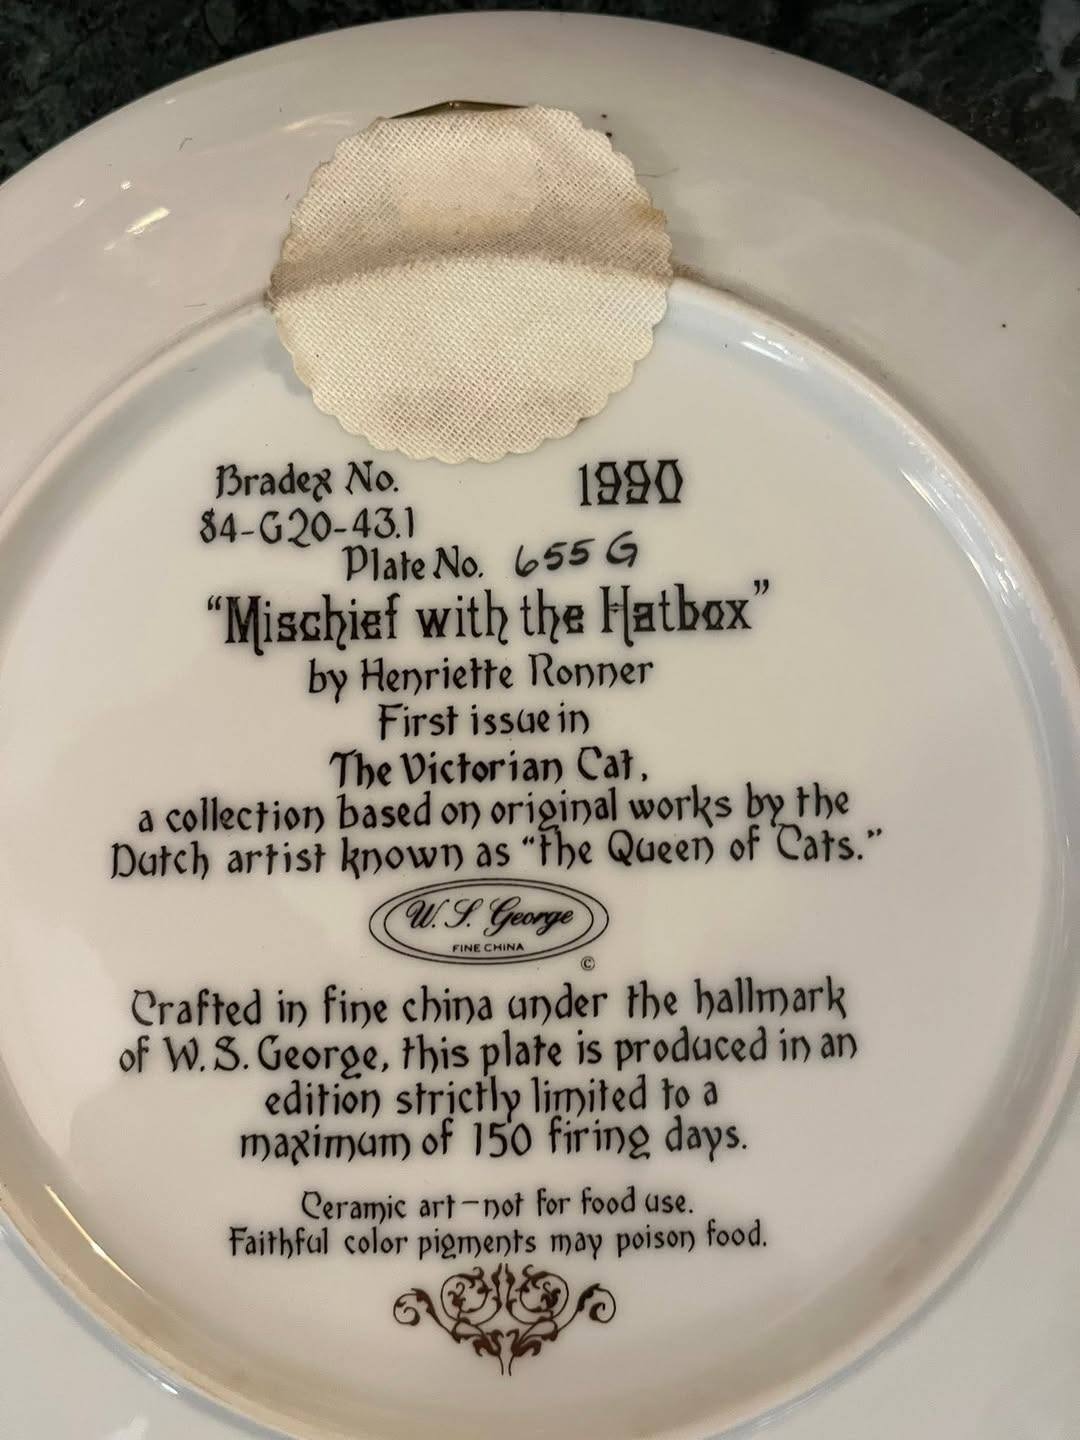 Bradex No.
84-G20-43.1
1990
Plate No. 655 G
“Mischief with the Hatbox”
by Henriette Ronner
First issue in
The Victorian Cat,
a collection based on original works by the
Dutch artist known as “the Queen of Cats.”
W. S. George
FINE CHINA
©
Crafted in fine china under the hallmark
of W. S. George, this plate is produced in an
edition strictly limited to a
maximum of 150 firing days.
Ceramic art—not for food use.
Faithful color pigments may poison food.